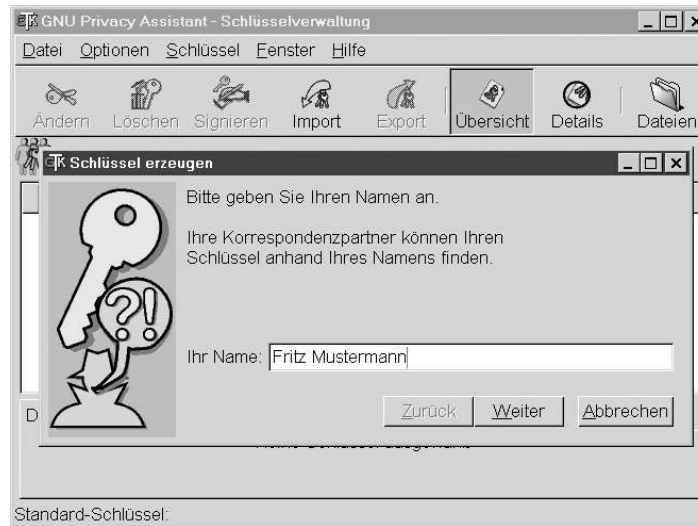 GNU Privacy Assistant - Schlüsselverwaltung
Datei Optionen Schlüssel Eenster Hilfe
Ändern Löschen Signieren Import Export Übersicht Details Dateien
Schlüssel erzeugen
Bitte geben Sie Ihren Namen an.
Ihre Korrespondenzpartner können Ihren
Schlüssel anhand Ihres Namens finden.
?!
Ihr Name: Fritz Mustermann
Zurück Weiter Abbrechen
D
Standard-Schlüssel: